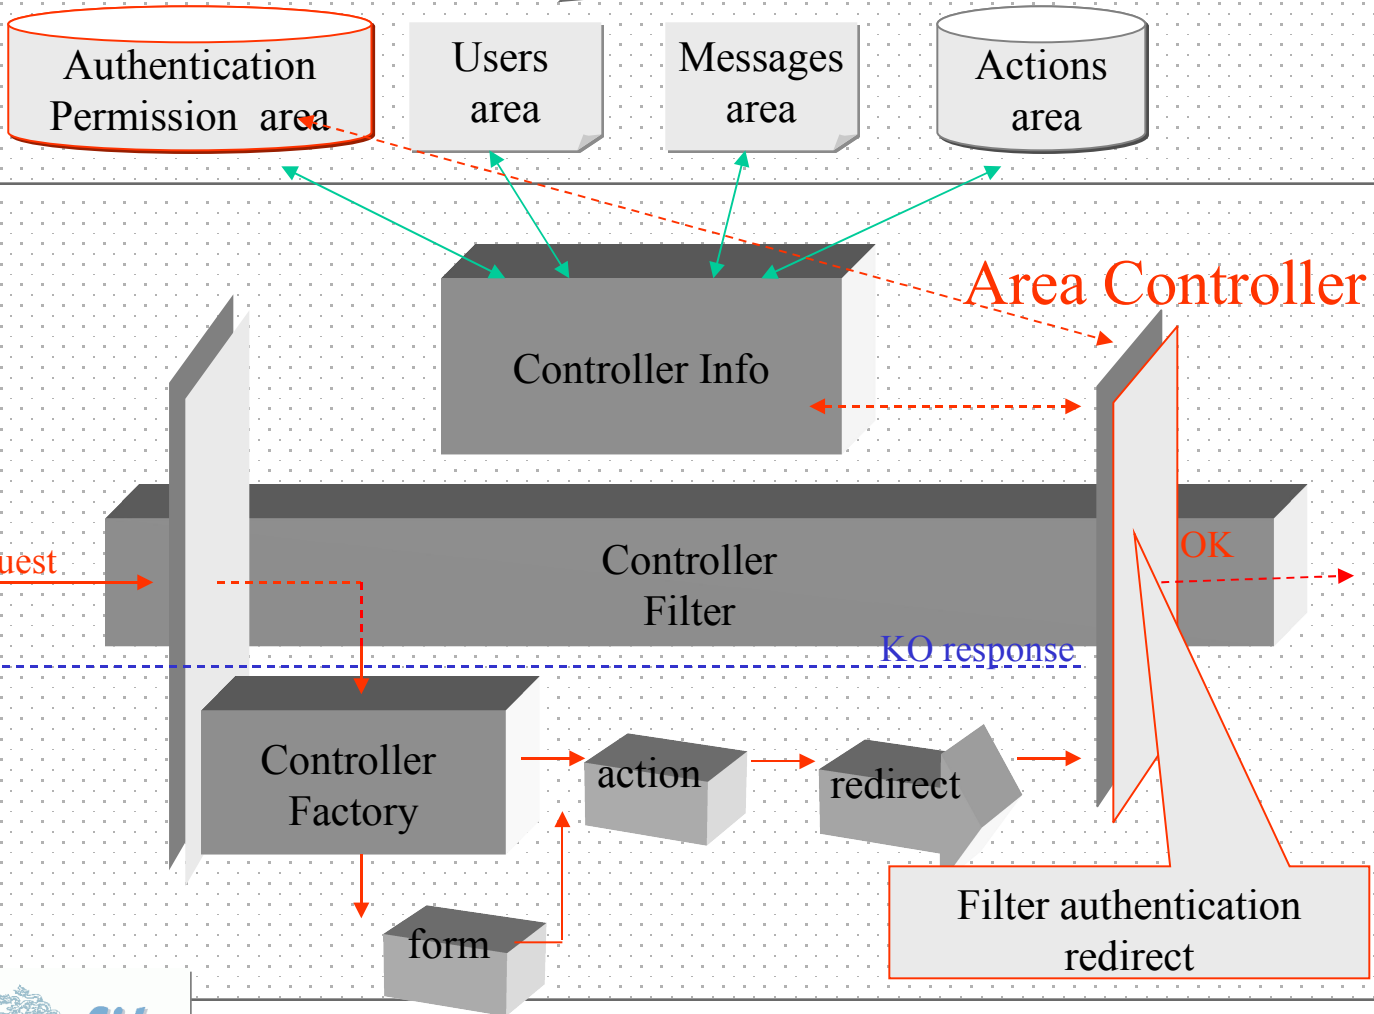 Authentication
Permission area
Users
area
Messages
area
Actions
area
Area Controller
Controller Info
Controller
Filter
OK
KO response
Controller
Factory
action
redirect
form
Filter authentication
redirect